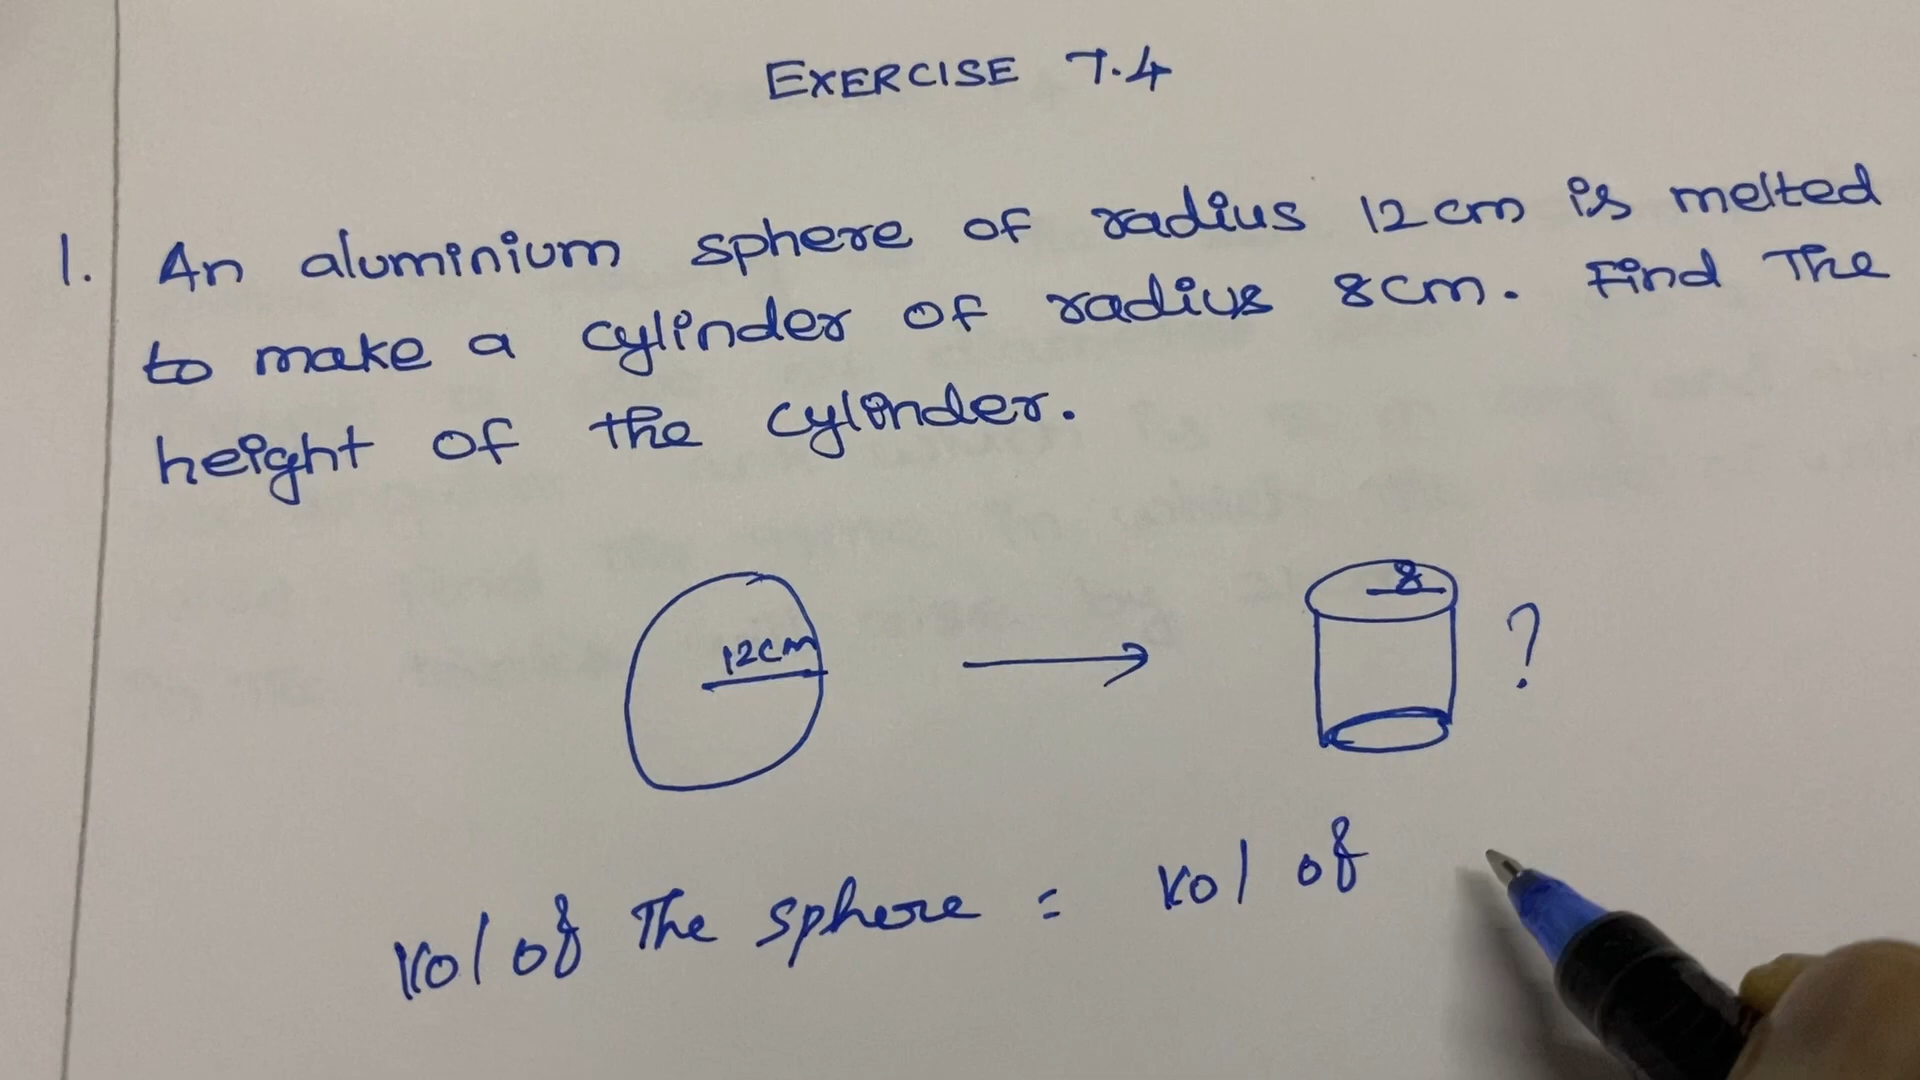 EXERCISE 7.4
1. An aluminium sphere of radius 12cm is melted
to make a cylinder of radius 8cm. Find The
height of the cylinder.
12cm
8
?
Vol of The sphere = Vol of